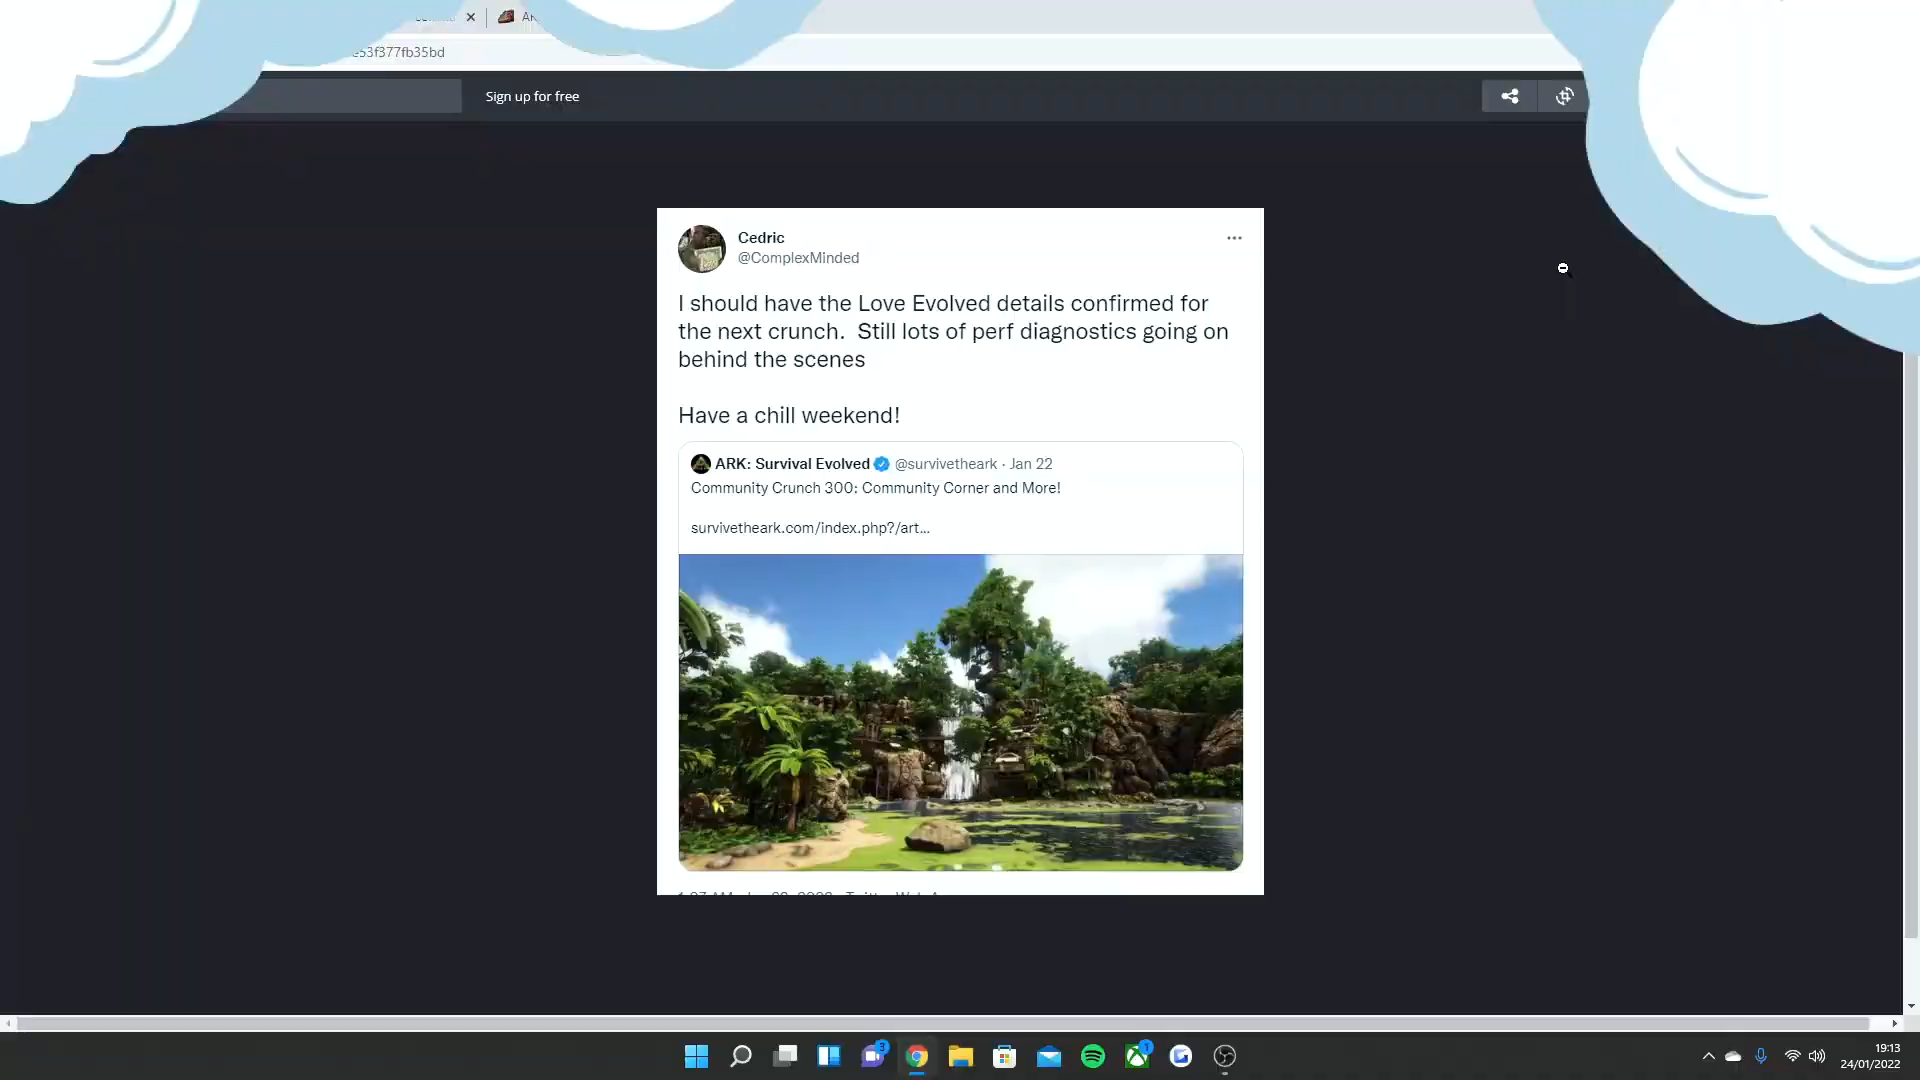 e53f377fb35bd
Sign up for free
Cedric
@ComplexMinded
I should have the Love Evolved details confirmed for
the next crunch.  Still lots of perf diagnostics going on
behind the scenes
Have a chill weekend!
ARK: Survival Evolved @survivetheark · Jan 22
Community Crunch 300: Community Corner and More!
survivetheark.com/index.php?/art...
3
1
19:13
24/01/2022